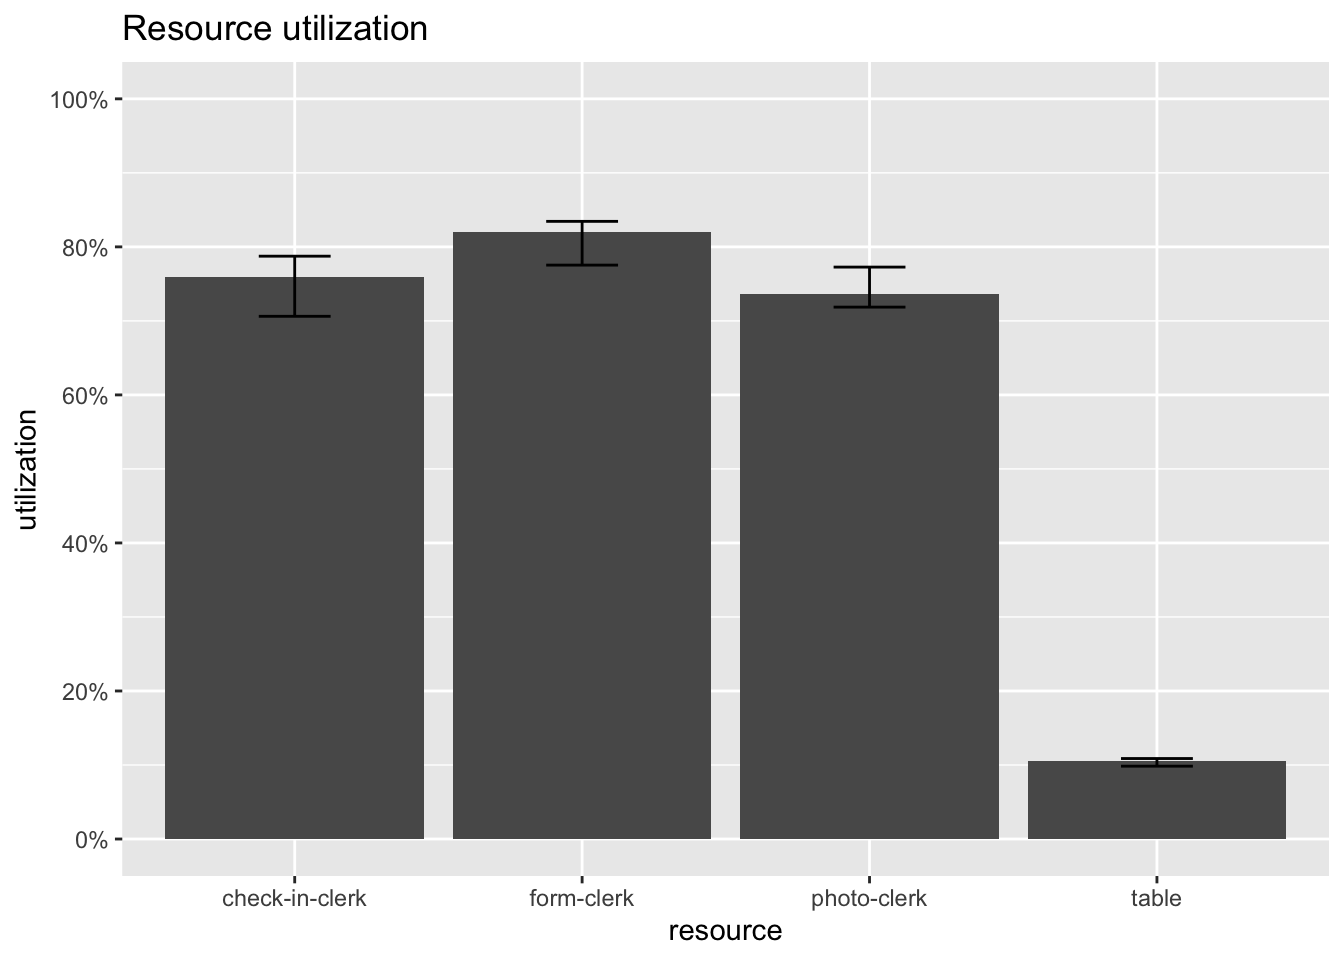 Resource utilization
100%
80%
60%
40%
20%
0%
utilization
check-in-clerk
form-clerk
photo-clerk
table
resource